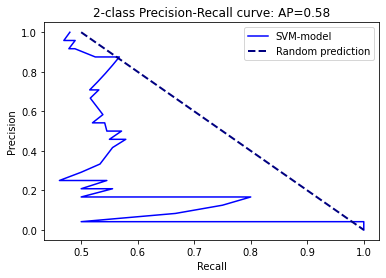 2-class Precision-Recall curve: AP=0.58
SVM-model
Random prediction
Precision
1.0
0.8
0.6
0.4
0.2
0.0
0.5 0.6 0.7 0.8 0.9 1.0
Recall